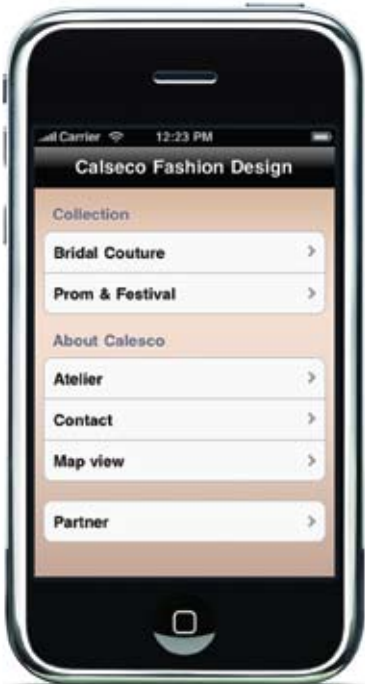 Carrier 12:23 PM
Calseco Fashion Design
Collection
Bridal Couture
Prom & Festival
About Calesco
Atelier
Contact
Map view
Partner